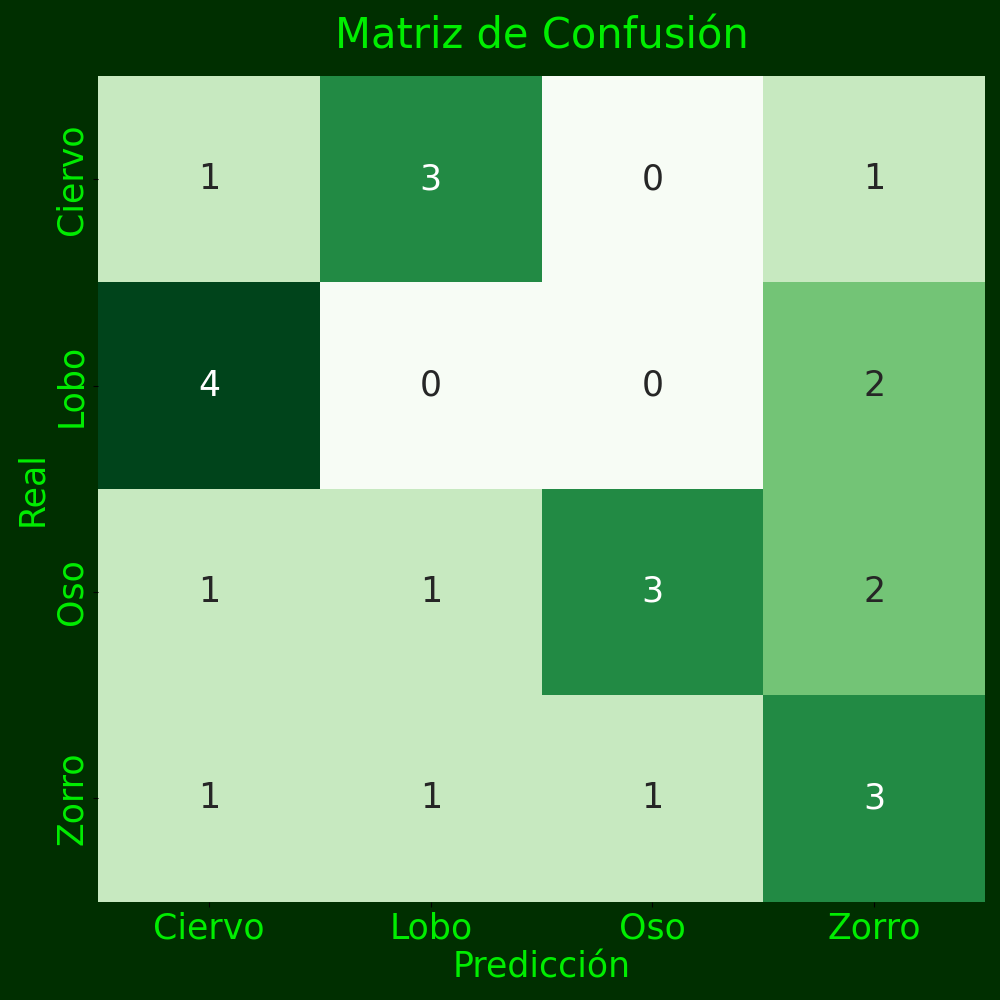 Matriz de Confusión
Real
Ciervo 1 3 0 1
Lobo 4 0 0 2
Oso 1 1 3 2
Zorro 1 1 1 3
Ciervo Lobo Oso Zorro
Predicción